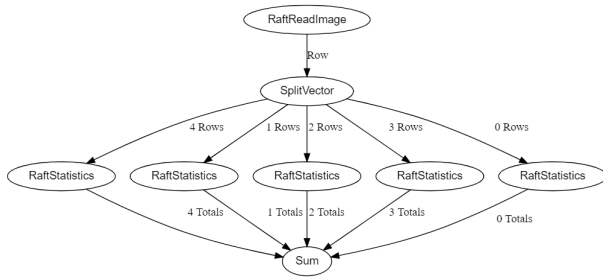 RaftReadImage
Row
SplitVector
4 Rows
1 Rows
2 Rows
3 Rows
0 Rows
RaftStatistics
RaftStatistics
RaftStatistics
RaftStatistics
RaftStatistics
4 Totals
1 Totals
2 Totals
3 Totals
0 Totals
Sum